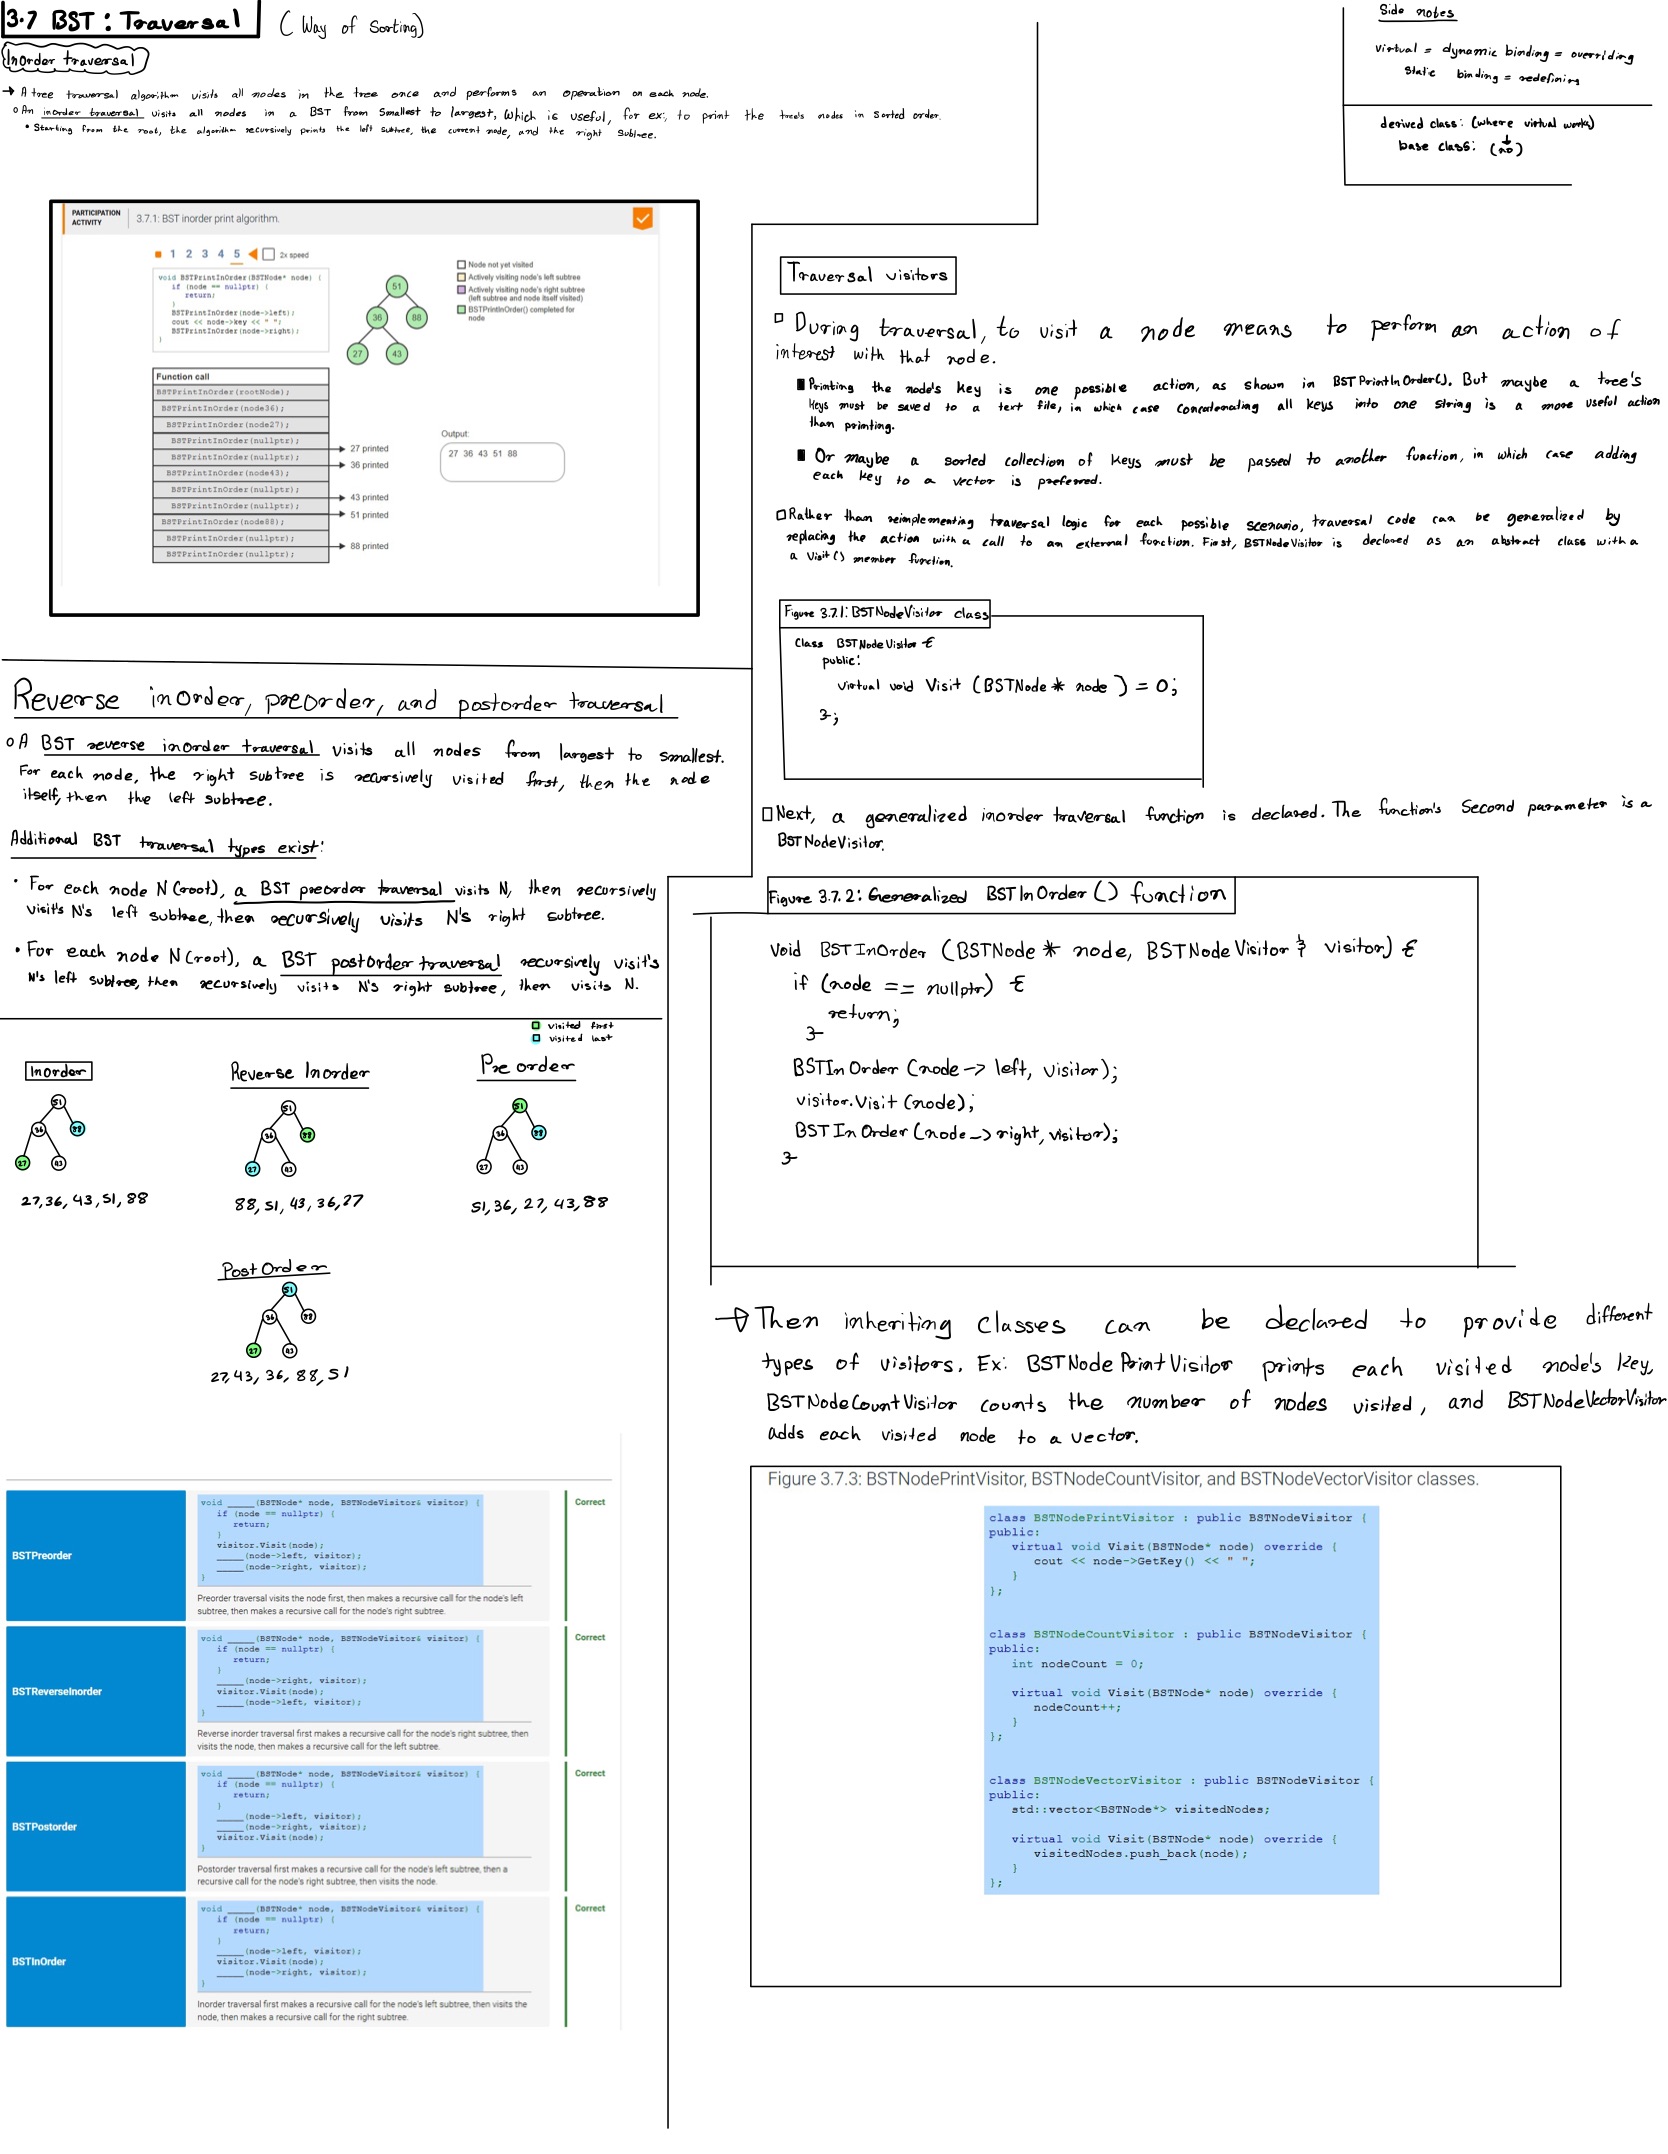 3.7 BST : Traversal ( Way of Sorting)
Inorder traversal
→ A tree traversal algorithm visits all nodes in the tree once and performs an operation on each node.
o An inorder traversal visits all nodes in a BST from smallest to largest, which is useful, for ex:, to print the tree's nodes in sorted order.
• Starting from the root, the algorithm recursively prints the left subtree, the current node, and the right subtree.
PARTICIPATION
ACTIVITY
3.7.1: BST inorder print algorithm.
1 2 3 4 5 2x speed
void BSTPrintInOrder(BSTNode* node) {
if (node == nullptr) {
return;
}
BSTPrintInOrder(node->left);
cout << node->key << " ";
BSTPrintInOrder(node->right);
}
51
36 88
27 43
Node not yet visited
Actively visiting node's left subtree
Actively visiting node's right subtree
(left subtree and node itself visited)
BSTPrintInOrder() completed for
node
Function call
BSTPrintInOrder(rootNode);
BSTPrintInOrder(node36);
BSTPrintInOrder(node27);
BSTPrintInOrder(nullptr);
BSTPrintInOrder(nullptr);
BSTPrintInOrder(node43);
BSTPrintInOrder(nullptr);
BSTPrintInOrder(nullptr);
BSTPrintInOrder(node88);
BSTPrintInOrder(nullptr);
BSTPrintInOrder(nullptr);
27 printed
36 printed
43 printed
51 printed
88 printed
Output:
27 36 43 51 88
Reverse inorder, preorder, and postorder traversal
o A BST reverse inorder traversal visits all nodes from largest to smallest.
For each node, the right subtree is recursively visited first, then the node
itself, then the left subtree.
Additional BST traversal types exist:
• For each node N (root), a BST preorder traversal visits N, then recursively
visit's N's left subtree, then recursively visits N's right subtree.
• For each node N (root), a BST postorder traversal recursively visit's
N's left subtree, then recursively visits N's right subtree, then visits N.
visited first
visited last
Inorder
51
36 88
27 43
27,36, 43, 51, 88
Reverse Inorder
51
36 88
27 43
88, 51, 43, 36, 27
Pre order
51
36 88
27 43
51, 36, 27, 43, 88
Post Order
51
36 88
27 43
27, 43, 36, 88, 51
BSTPreorder
void _____(BSTNode* node, BSTNodeVisitor& visitor) {
if (node == nullptr) {
return;
}
visitor.Visit(node);
_____(node->left, visitor);
_____(node->right, visitor);
}
Preorder traversal visits the node first, then makes a recursive call for the node's left
subtree, then makes a recursive call for the node's right subtree.
Correct
BSTReverseInorder
void _____(BSTNode* node, BSTNodeVisitor& visitor) {
if (node == nullptr) {
return;
}
_____(node->right, visitor);
visitor.Visit(node);
_____(node->left, visitor);
}
Reverse inorder traversal first makes a recursive call for the node's right subtree, then
visits the node, then makes a recursive call for the left subtree.
Correct
BSTPostorder
void _____(BSTNode* node, BSTNodeVisitor& visitor) {
if (node == nullptr) {
return;
}
_____(node->left, visitor);
_____(node->right, visitor);
visitor.Visit(node);
}
Postorder traversal first makes a recursive call for the node's left subtree, then a
recursive call for the node's right subtree, then visits the node.
Correct
BSTInOrder
void _____(BSTNode* node, BSTNodeVisitor& visitor) {
if (node == nullptr) {
return;
}
_____(node->left, visitor);
visitor.Visit(node);
_____(node->right, visitor);
}
Inorder traversal first makes a recursive call for the node's left subtree, then visits the
node, then makes a recursive call for the right subtree.
Correct
Side notes
virtual = dynamic binding = overriding
static binding = redefining
derived class: (where virtual works)
base class: (↓ no)
Traversal visitors
□ During traversal, to visit a node means to perform an action of
interest with that node.
■ Printing the node's key is one possible action, as shown in BSTPrintInOrder(). But maybe a tree's
keys must be saved to a text file, in which case concatenating all keys into one string is a more useful action
than printing.
■ Or maybe a sorted collection of keys must be passed to another function, in which case adding
each key to a vector is preferred.
□ Rather than reimplementing traversal logic for each possible scenario, traversal code can be generalized by
replacing the action with a call to an external function. First, BSTNodeVisitor is declared as an abstract class with a
a Visit() member function.
Figure 3.7.1: BSTNodeVisitor class
Class BSTNodeVisitor {
public:
virtual void Visit (BSTNode * node ) = 0;
};
□ Next, a generalized inorder traversal function is declared. The function's Second parameter is a
BSTNodeVisitor.
Figure 3.7.2: Generalized BSTInOrder () function
Void BSTInOrder (BSTNode * node, BSTNodeVisitor & visitor) {
if (node == nullptr) {
return;
}
BSTInOrder (node -> left, visitor);
visitor.Visit (node);
BSTInOrder (node -> right, visitor);
}
→ Then inheriting classes can be declared to provide different
types of visitors. Ex: BSTNodePrintVisitor prints each visited node's key,
BSTNodeCountVisitor counts the number of nodes visited, and BSTNodeVectorVisitor
adds each visited node to a vector.
Figure 3.7.3: BSTNodePrintVisitor, BSTNodeCountVisitor, and BSTNodeVectorVisitor classes.
class BSTNodePrintVisitor : public BSTNodeVisitor {
public:
virtual void Visit(BSTNode* node) override {
cout << node->GetKey() << " ";
}
};
class BSTNodeCountVisitor : public BSTNodeVisitor {
public:
int nodeCount = 0;
virtual void Visit(BSTNode* node) override {
nodeCount++;
}
};
class BSTNodeVectorVisitor : public BSTNodeVisitor {
public:
std::vector<BSTNode*> visitedNodes;
virtual void Visit(BSTNode* node) override {
visitedNodes.push_back(node);
}
};